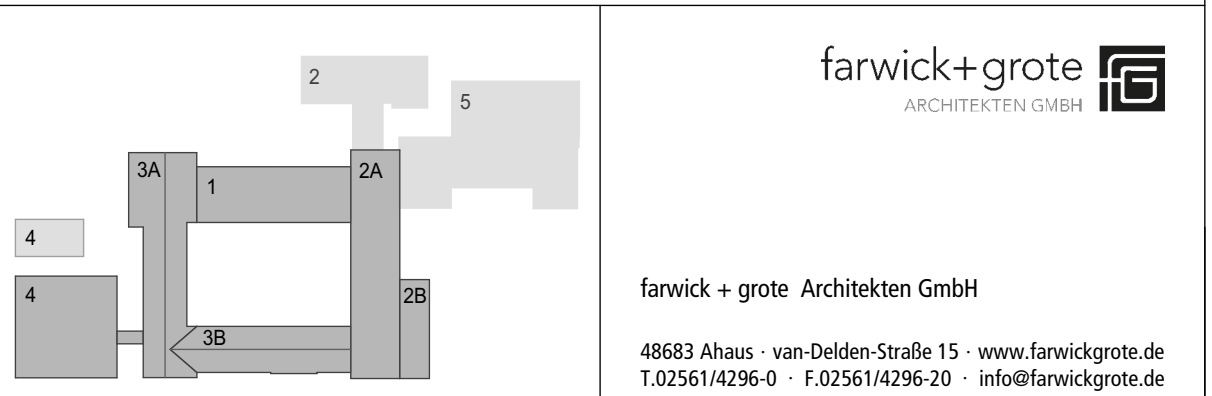 2
5
3A
1
2A
4
4
2B
3B
farwick+grote
ARCHITEKTEN GMBH
fG
farwick + grote Architekten GmbH
48683 Ahaus · van-Delden-Straße 15 · www.farwickgrote.de
T.02561/4296-0 · F.02561/4296-20 · info@farwickgrote.de